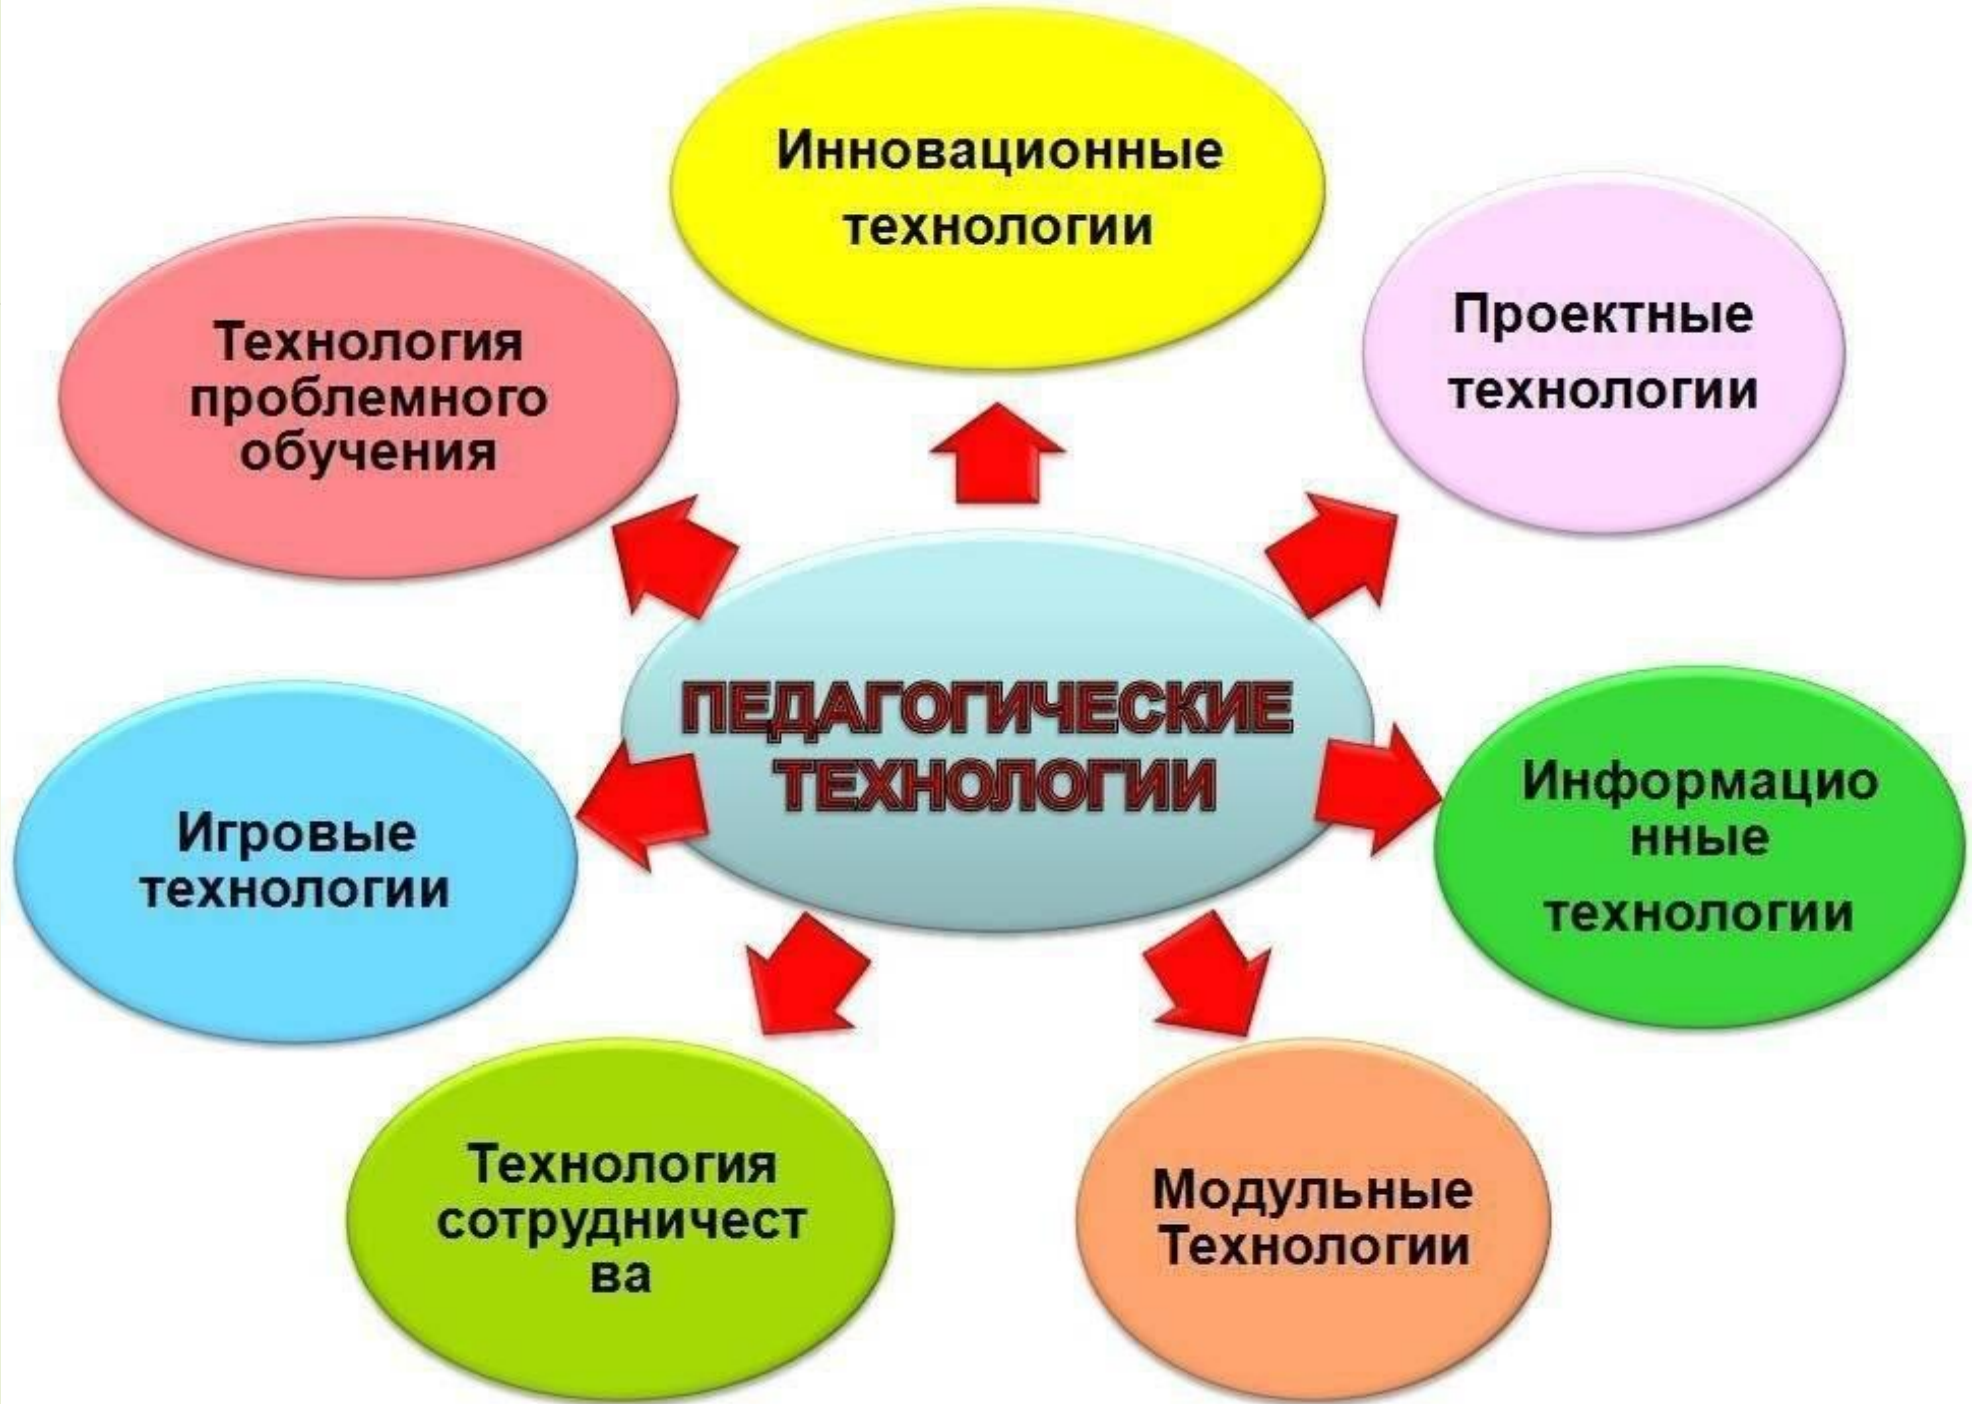 Инновационные
технологии
Проектные
технологии
Технология
проблемного
обучения
ПЕДАГОГИЧЕСКИЕ
ТЕХНОЛОГИИ
Информацио
нные
технологии
Игровые
технологии
Технология
сотрудничест
ва
Модульные
Технологии